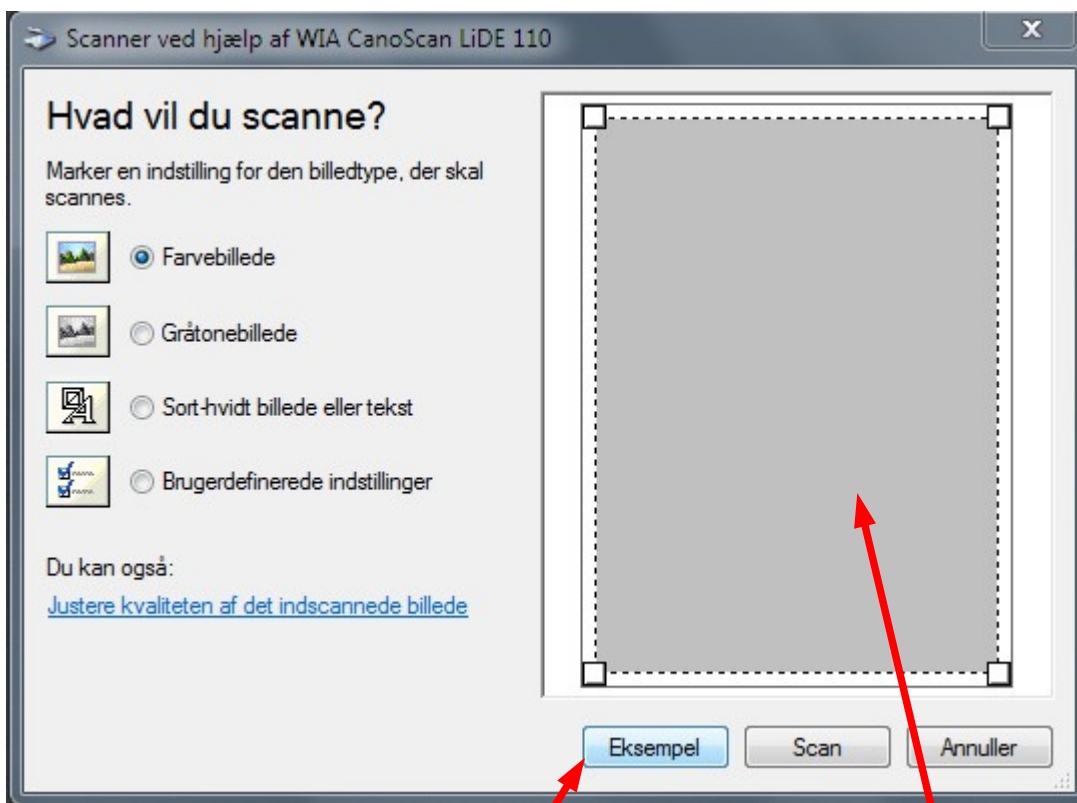 Scanner ved hjælp af WIA CanoScan LiDE 110
Hvad vil du scanne?
Marker en indstilling for den billedtype, der skal
scannes.
Farvebillede
Gråtonebillede
Sort-hvidt billede eller tekst
Brugerdefinerede indstillinger
Du kan også:
Justere kvaliteten af det indscannede billede
Eksempel
Scan
Annuller